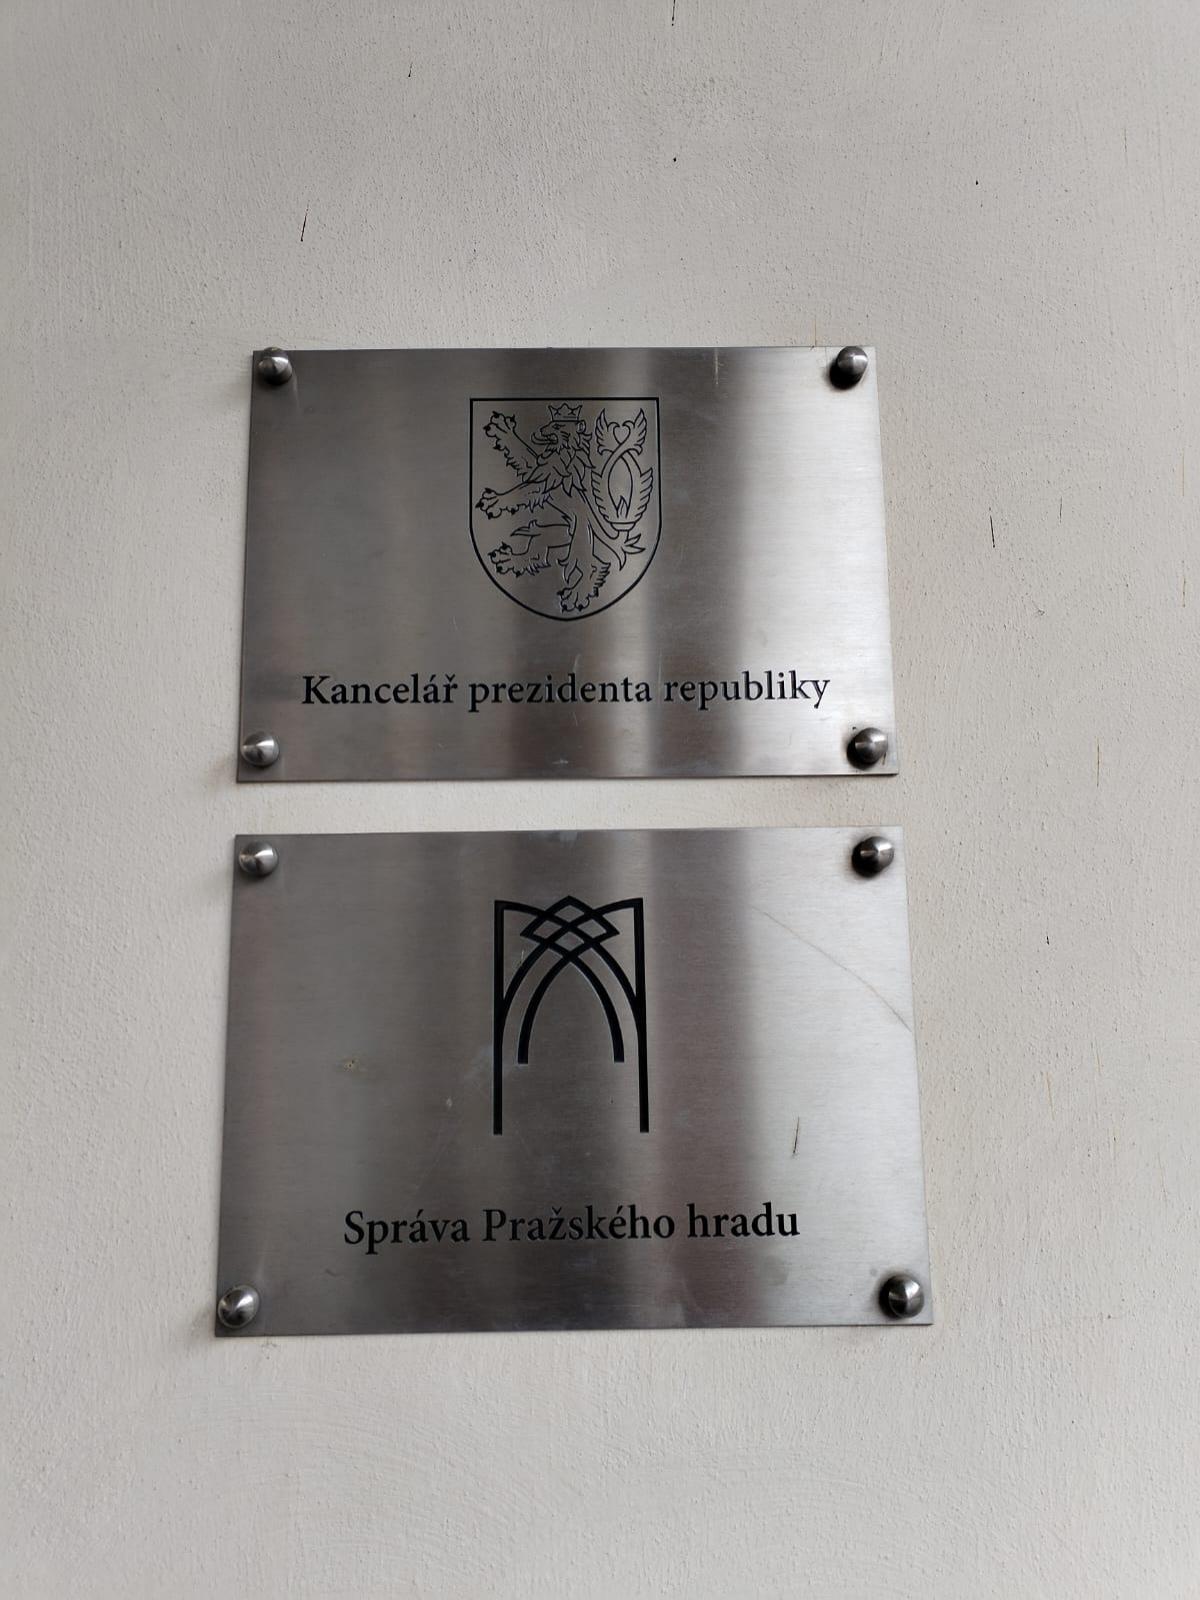 Kancelář prezidenta republiky
Správa Pražského hradu